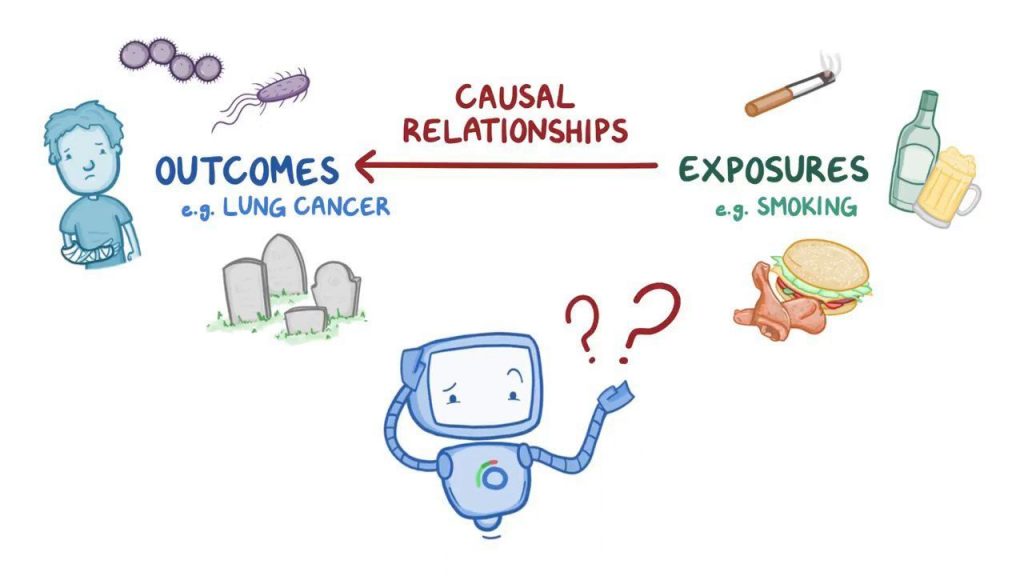 CAUSAL
RELATIONSHIPS
OUTCOMES
e.g. LUNG CANCER
EXPOSURES
e.g. SMOKING
??